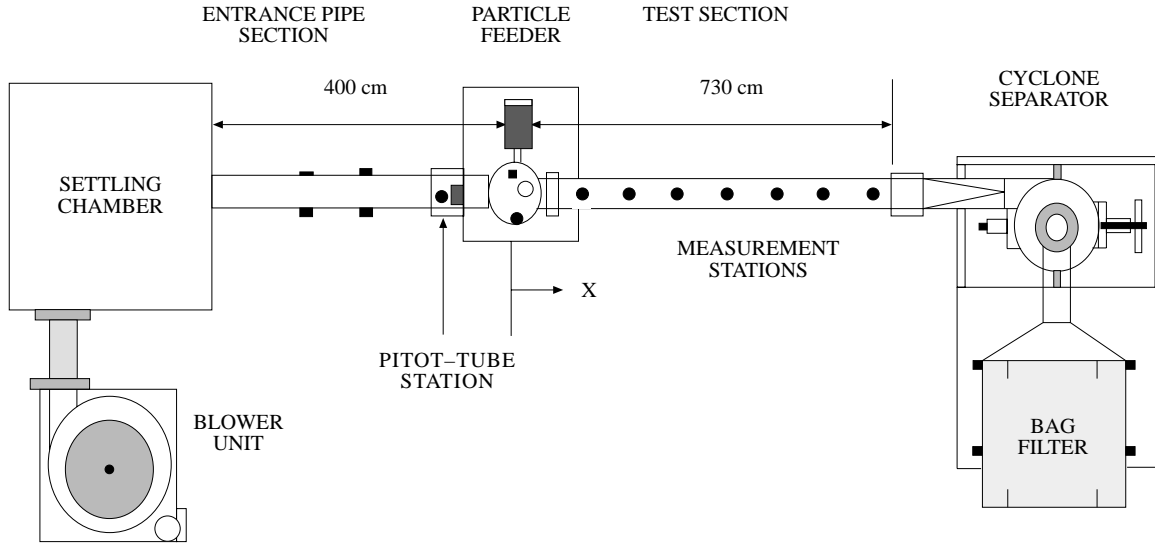 ENTRANCE PIPE
SECTION
PARTICLE
FEEDER
TEST SECTION
400 cm
730 cm
CYCLONE
SEPARATOR
SETTLING
CHAMBER
MEASUREMENT
STATIONS
X
PITOT–TUBE
STATION
BLOWER
UNIT
BAG
FILTER